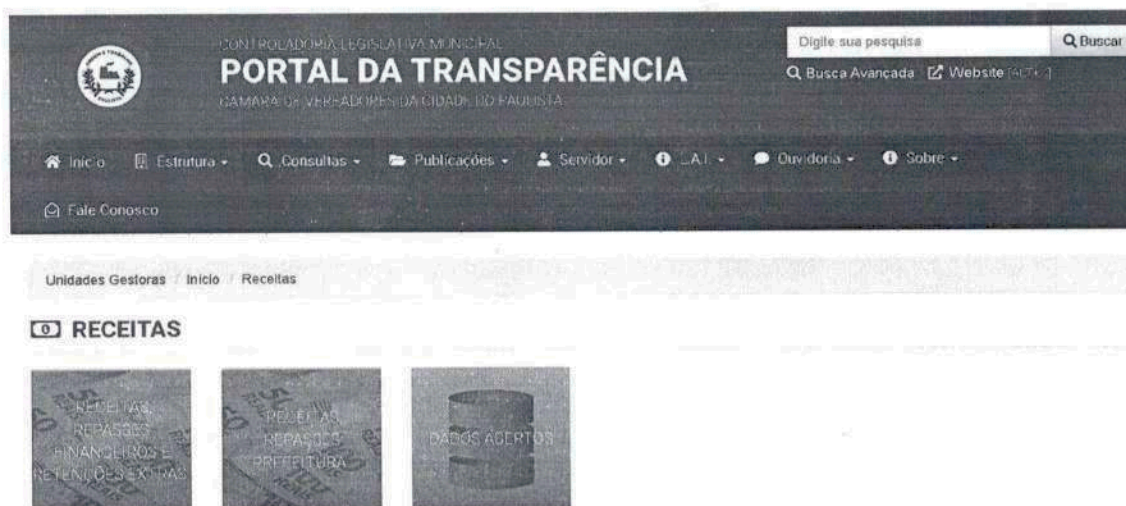 CONTROLADORIA LEGISLATIVA MUNICIPAL
PORTAL DA TRANSPARÊNCIA
CÂMARA DE VEREADORES DA CIDADE DO PAULISTA
Digite sua pesquisa
Buscar
Busca Avançada Website
Início Estrutura Consultas Publicações Servidor L.A.I. Ouvidoria Sobre
Fale Conosco
Unidades Gestoras / Início / Receitas
RECEITAS
RECEITAS,
REPASSES
FINANCEIROS E
RETENÇÕES EXTRAS
RECEITAS,
REPASSES
PREFEITURA
DADOS ABERTOS